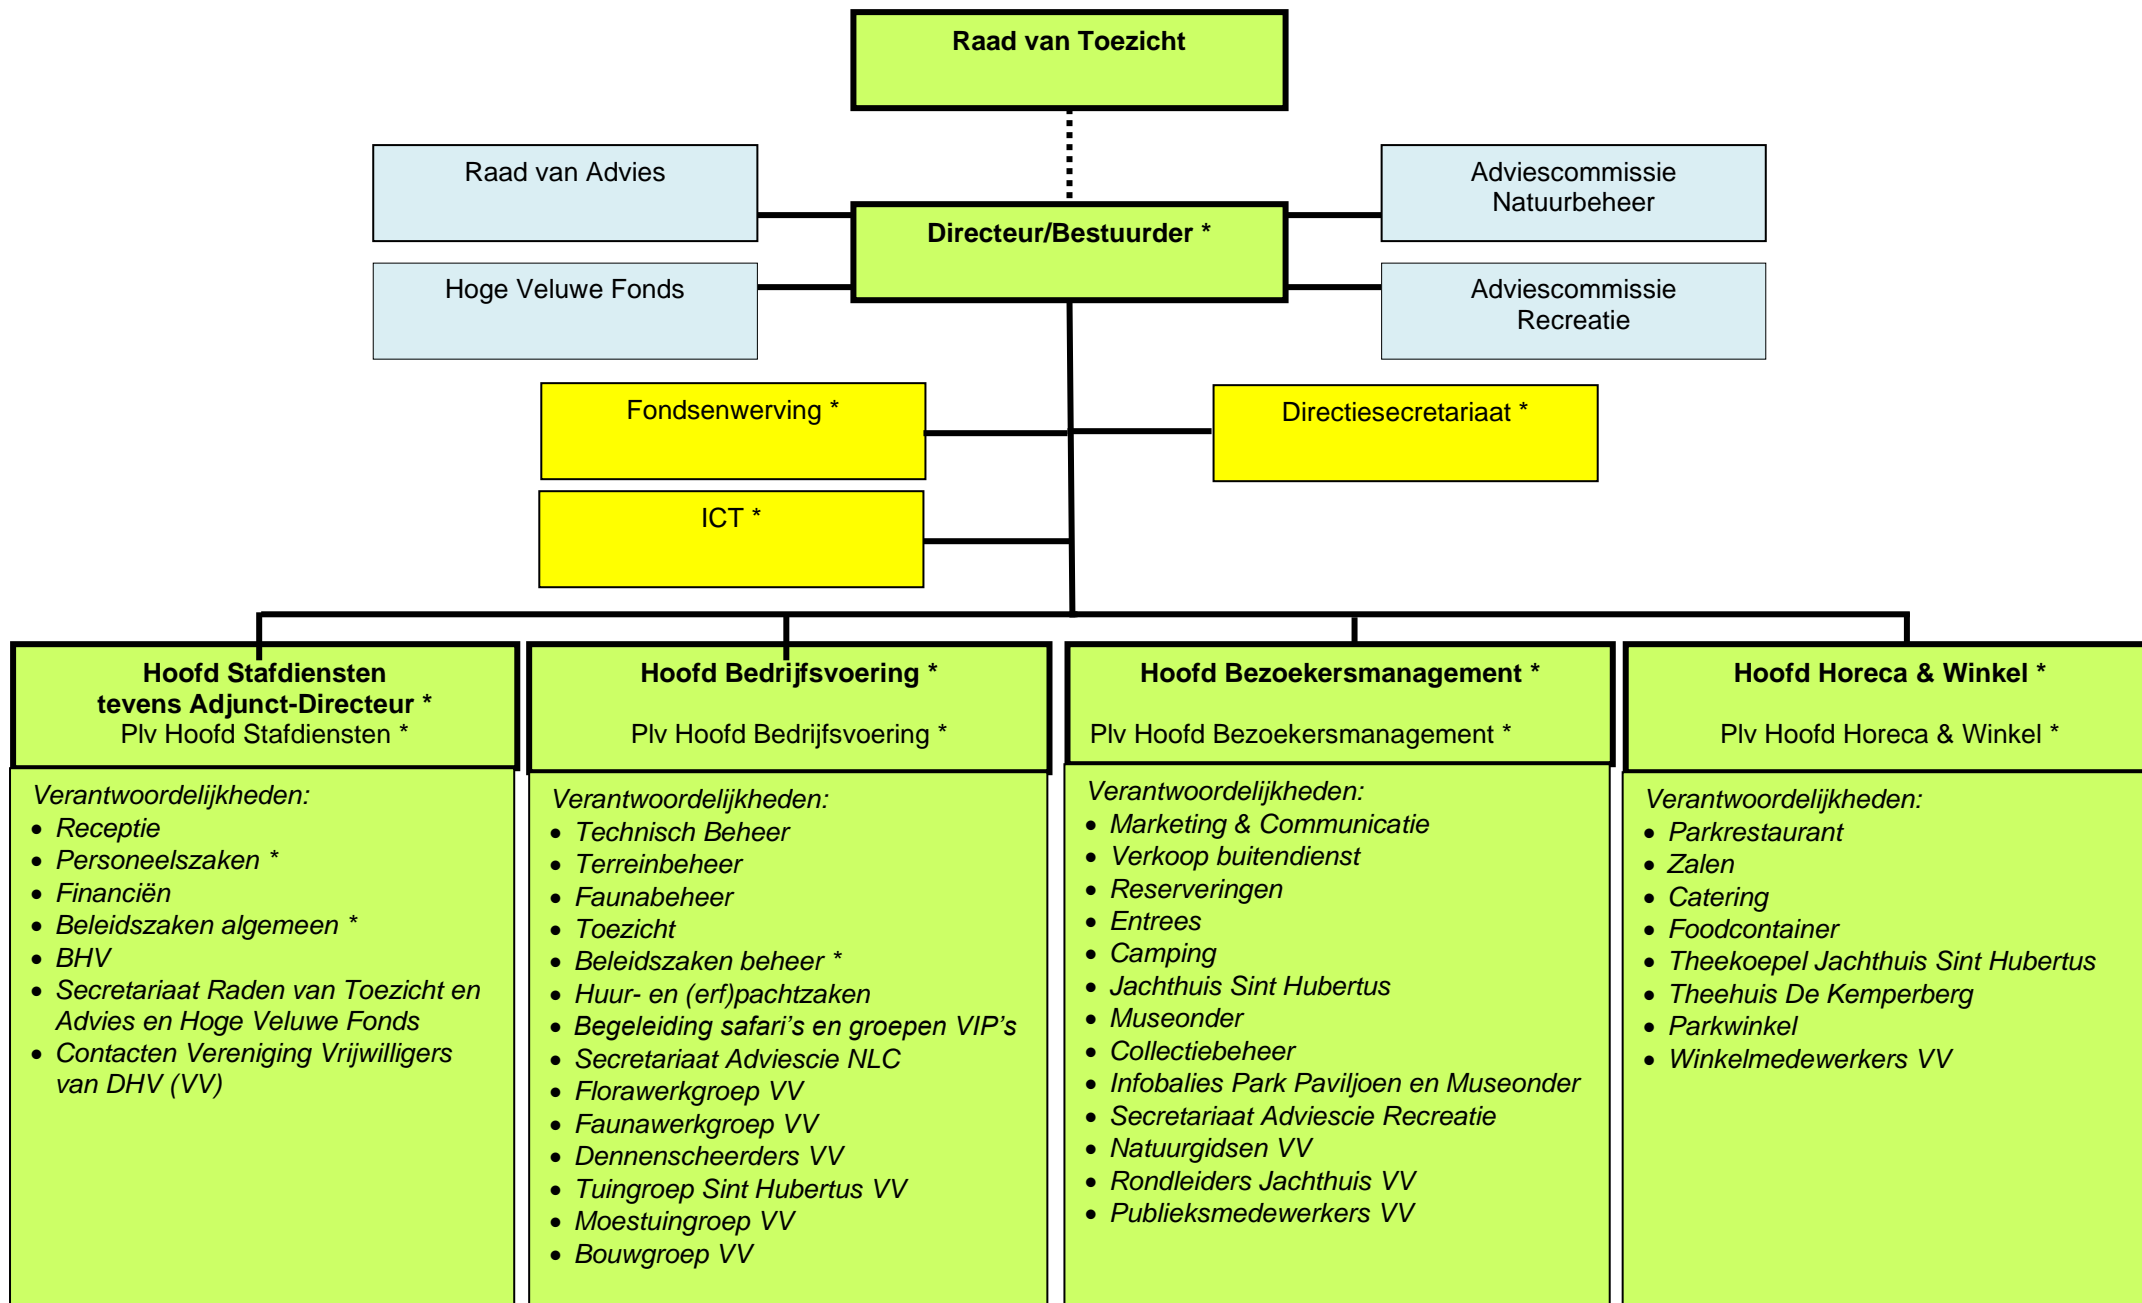 Raad van Toezicht
Raad van Advies
Adviescommissie
Natuurbeheer
Directeur/Bestuurder *
Hoge Veluwe Fonds
Adviescommissie
Recreatie
Fondsenwerving *
Directiesecretariaat *
ICT *
Hoofd Stafdiensten
tevens Adjunct-Directeur *
Plv Hoofd Stafdiensten *
Verantwoordelijkheden:
• Receptie
• Personeelszaken *
• Financiën
• Beleidszaken algemeen *
• BHV
• Secretariaat Raden van Toezicht en
Advies en Hoge Veluwe Fonds
• Contacten Vereniging Vrijwilligers
van DHV (VV)
Hoofd Bedrijfsvoering *
Plv Hoofd Bedrijfsvoering *
Verantwoordelijkheden:
• Technisch Beheer
• Terreinbeheer
• Faunabeheer
• Toezicht
• Beleidszaken beheer *
• Huur- en (erf)pachtzaken
• Begeleiding safari's en groepen VIP's
• Secretariaat Adviescie NLC
• Florawerkgroep VV
• Faunawerkgroep VV
• Dennenscheerders VV
• Tuingroep Sint Hubertus VV
• Moestuingroep VV
• Bouwgroep VV
Hoofd Bezoekersmanagement *
Plv Hoofd Bezoekersmanagement *
Verantwoordelijkheden:
• Marketing & Communicatie
• Verkoop buitendienst
• Reserveringen
• Entrees
• Camping
• Jachthuis Sint Hubertus
• Museonder
• Collectiebeheer
• Infobalies Park Paviljoen en Museonder
• Secretariaat Adviescie Recreatie
• Natuurgidsen VV
• Rondleiders Jachthuis VV
• Publieksmedewerkers VV
Hoofd Horeca & Winkel *
Plv Hoofd Horeca & Winkel *
Verantwoordelijkheden:
• Parkrestaurant
• Zalen
• Catering
• Foodcontainer
• Theekoepel Jachthuis Sint Hubertus
• Theehuis De Kemperberg
• Parkwinkel
• Winkelmedewerkers VV